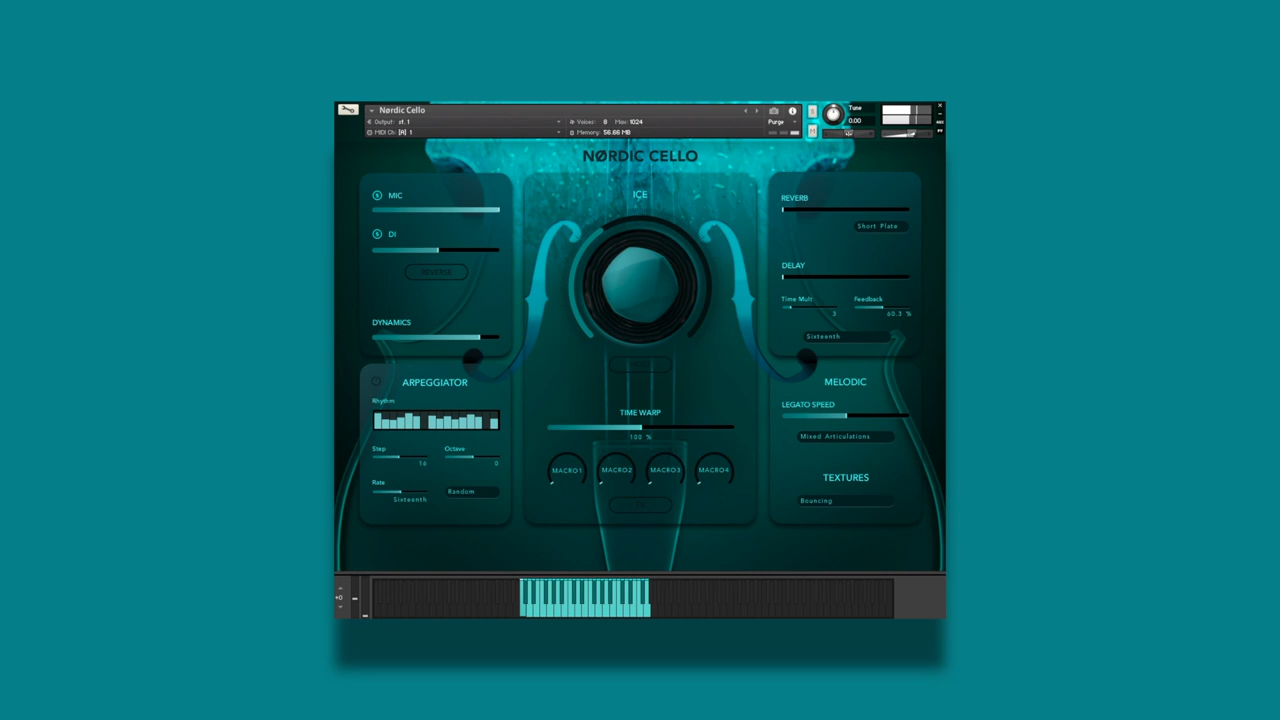 Nørdic Cello
Output: st. 1
Voices: 8 Max: 1024
Purge
MIDI Ch: [A] 1
Memory: 56.66 MB
S
M
Tune
0.00
NØRDIC CELLO
S MIC
S DI
REVERSE
DYNAMICS
ARPEGGIATOR
Rhythm
Step
16
Octave
0
Rate
Sixteenth
Random
ICE
TIME WARP
100 %
MACRO1
MACRO2
MACRO3
MACRO4
REVERB
Short Plate
DELAY
Time Mult
3
Feedback
60.3 %
Sixteenth
MELODIC
LEGATO SPEED
Mixed Articulations
TEXTURES
Bouncing
+0